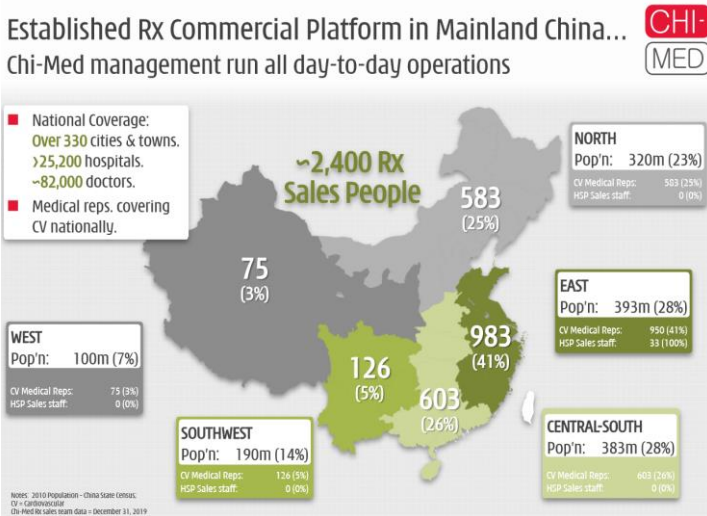 Established Rx Commercial Platform in Mainland China...
Chi-Med management run all day-to-day operations
CHI-
MED
National Coverage:
Over 330 cities & towns.
>25,200 hospitals.
~82,000 doctors.
Medical reps. covering
CV nationally.
~2,400 Rx
Sales People
583
(25%)
NORTH
Pop'n: 320m (23%)
CV Medical Reps: 583 (25%)
HSP Sales staff: 0 (0%)
75
(3%)
EAST
Pop'n: 393m (28%)
CV Medical Reps: 950 (41%)
HSP Sales staff: 33 (100%)
983
(41%)
WEST
Pop'n: 100m (7%)
CV Medical Reps: 75 (3%)
HSP Sales staff: 0 (0%)
126
(5%)
603
(26%)
SOUTHWEST
Pop'n: 190m (14%)
CV Medical Reps: 126 (5%)
HSP Sales staff: 0 (0%)
CENTRAL-SOUTH
Pop'n: 383m (28%)
CV Medical Reps: 603 (26%)
HSP Sales staff: 0 (0%)
Notes: 2010 Population – China State Census;
CV = Cardiovascular
Chi-Med Rx sales team data = December 31, 2019